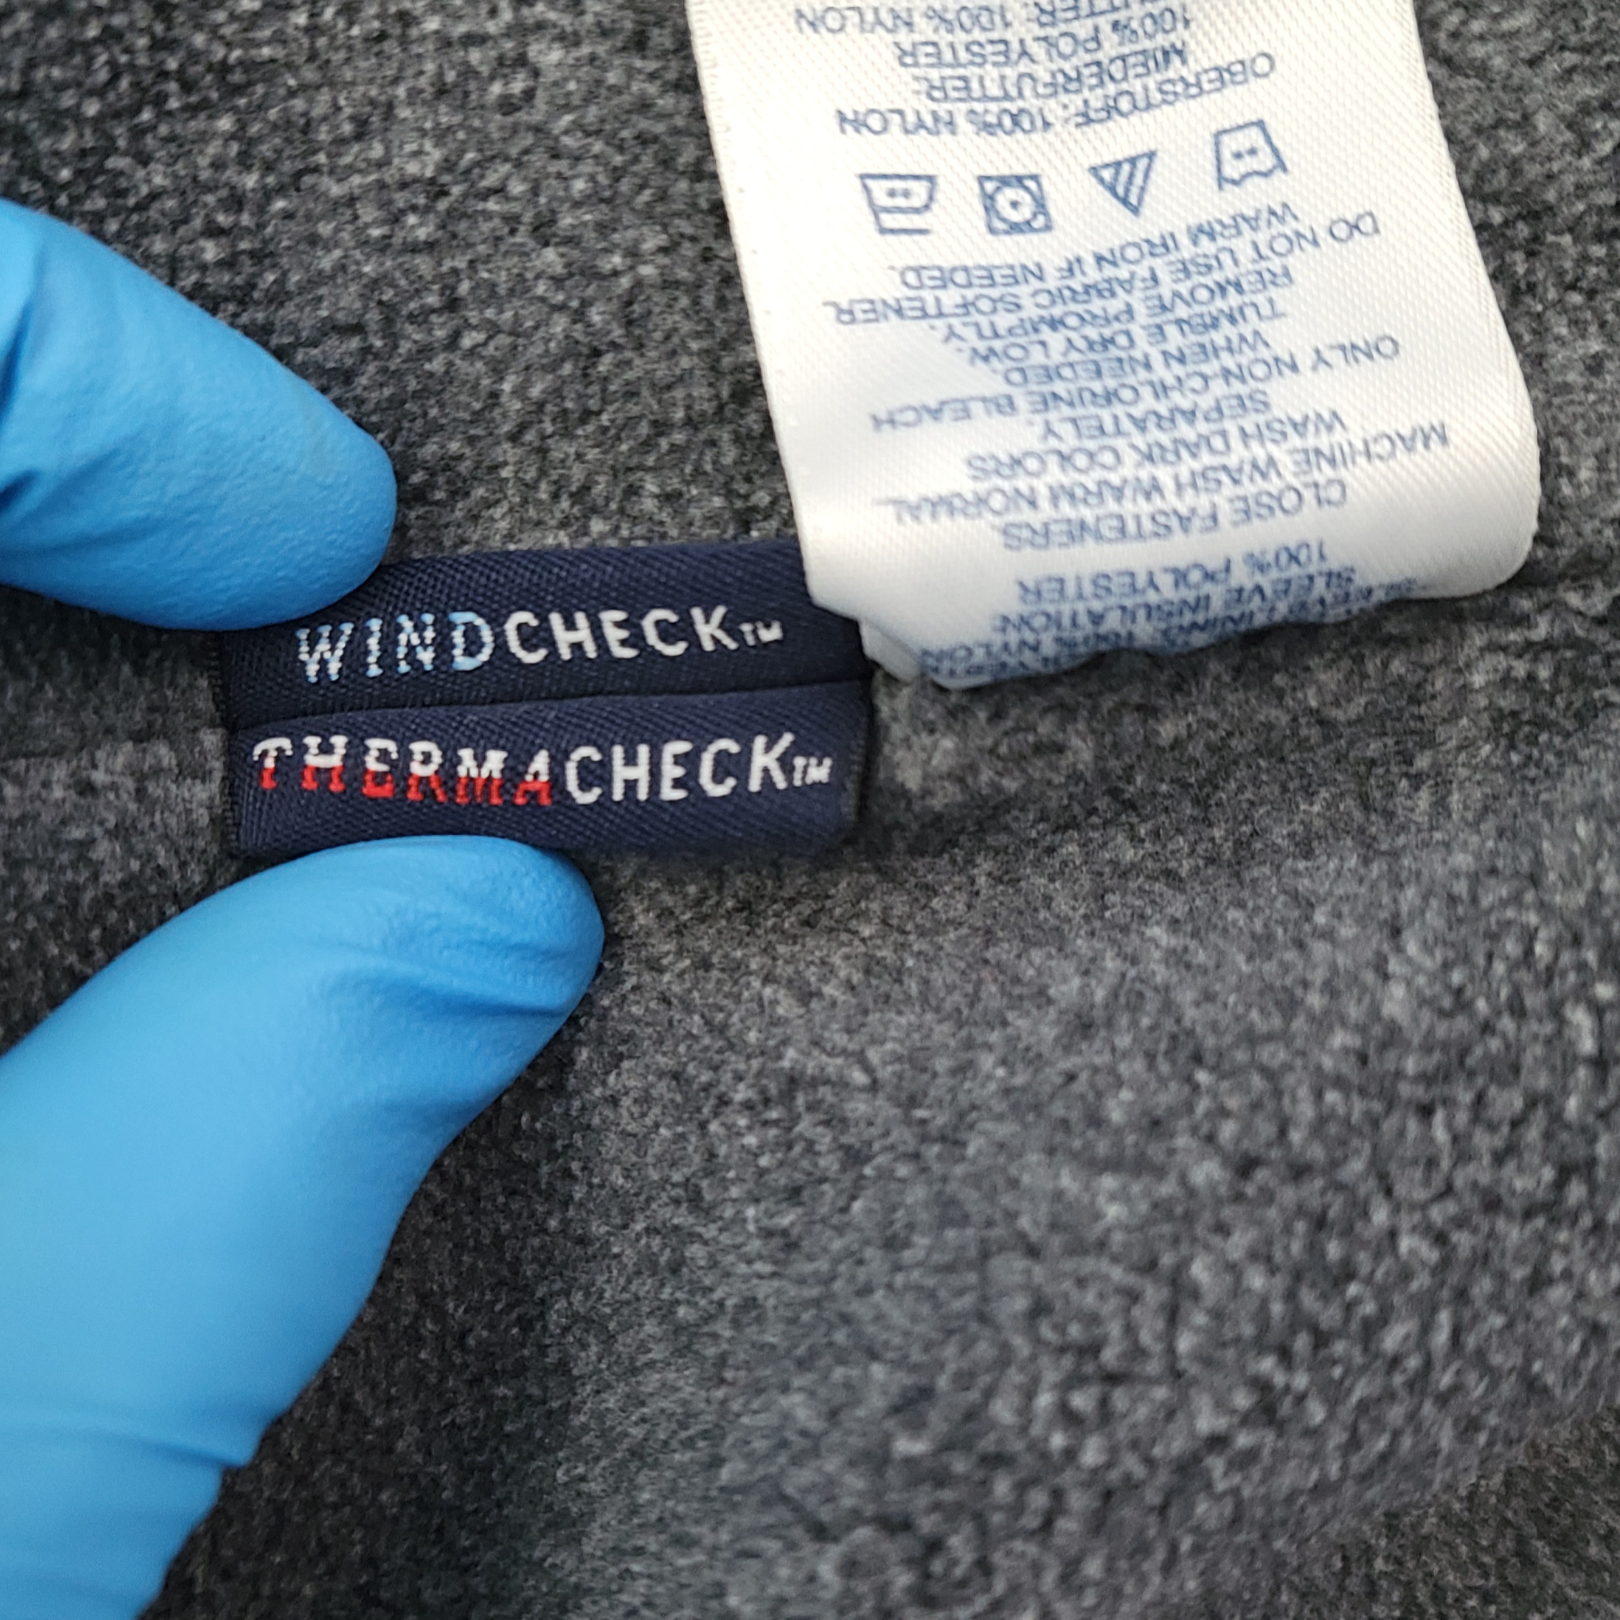 WINDCHECK™
THERMACHECK™
SLEEVE INSULATION:
100% POLYESTER
CLOSE FASTENERS
MACHINE WASH WARM NORMAL.
WASH DARK COLORS
SEPARATELY.
ONLY NON-CHLORINE BLEACH
WHEN NEEDED
TUMBLE DRY LOW.
REMOVE PROMPTLY.
DO NOT USE FABRIC SOFTENER.
WARM IRON IF NEEDED.
OBERSTOFF: 100% NYLON
MIEDERFUTTER:
100% POLYESTER
100% NYLON